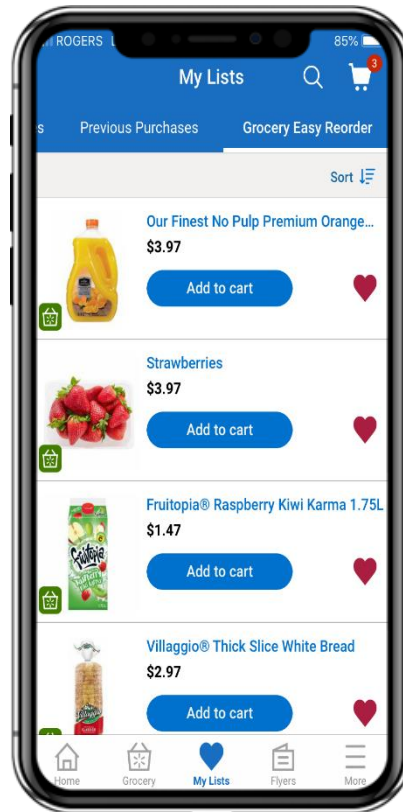 ROGERS L
85%
My Lists
3
s
Previous Purchases
Grocery Easy Reorder
Sort
Our Finest No Pulp Premium Orange...
$3.97
Add to cart
Strawberries
$3.97
Add to cart
Fruitopia® Raspberry Kiwi Karma 1.75L
$1.47
Fruitopia
Add to cart
Villaggio® Thick Slice White Bread
$2.97
Villaggio
Add to cart
Home
Grocery
My Lists
Flyers
More